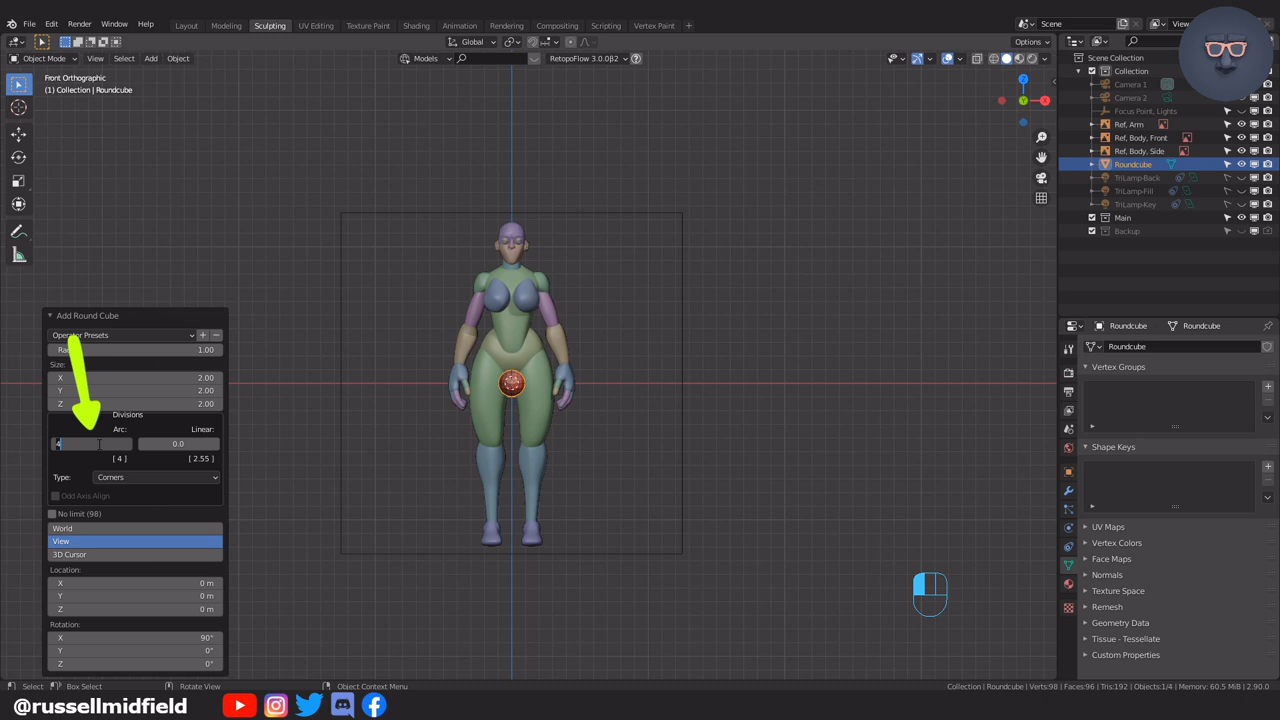 File Edit Render Window Help Layout Modeling Sculpting UV Editing Texture Paint Shading Animation Rendering Compositing Scripting Vertex Paint + Scene
Global Options
Object Mode View Select Add Object Models RetopoFlow 3.0.0β2
Front Orthographic
(1) Collection | Roundcube
Z
Y
X
Scene Collection
Collection
Camera 1
Camera 2
Focus Point, Lights
Ref, Arm
Ref, Body, Front
Ref, Body, Side
Roundcube
TriLamp-Back
TriLamp-Fill
TriLamp-Key
Main
Backup
Add Round Cube
Operator Presets + −
1.00
Size:
X 2.00
Y 2.00
Z 2.00
Divisions
Arc: Linear:
4 0.0
[ 4 ] [ 2.55 ]
Type: Corners
Odd Axis Align
No limit (98)
World
View
3D Cursor
Location:
X 0 m
Y 0 m
Z 0 m
Rotation:
X 90°
Y 0°
Z 0°
Roundcube Roundcube
Roundcube
Vertex Groups
Shape Keys
UV Maps
Vertex Colors
Face Maps
Normals
Texture Space
Remesh
Geometry Data
Tissue - Tessellate
Custom Properties
Select Box Select Rotate View Object Context Menu Collection | Roundcube | Verts:98 | Faces:96 | Tris:192 | Objects:1/4 | Memory: 60.5 MiB | 2.90.0
@russellmidfield